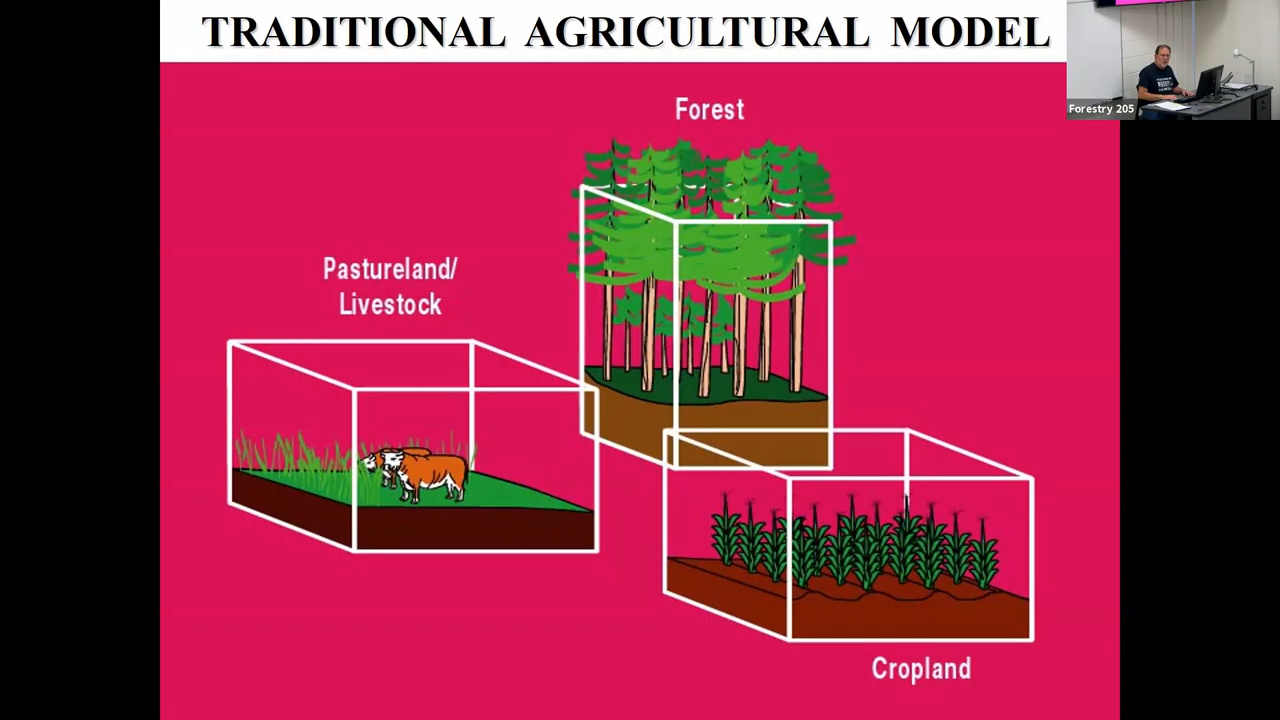 TRADITIONAL AGRICULTURAL MODEL
Forestry 205
Forest
Pastureland/
Livestock
Cropland